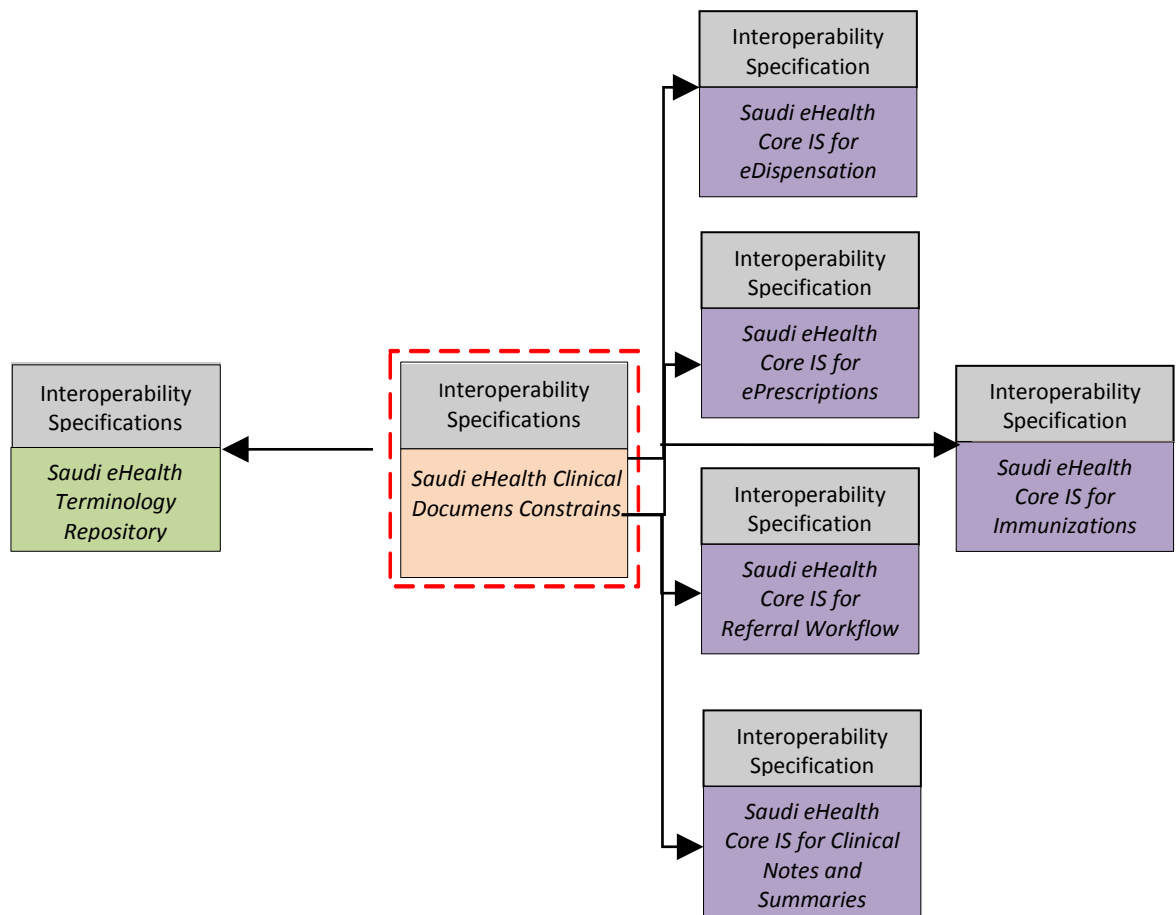 Interoperability
Specification
Saudi eHealth
Core IS for
eDispensation
Interoperability
Specification
Saudi eHealth
Core IS for
ePrescriptions
Interoperability
Specifications
Saudi eHealth
Terminology
Repository
Interoperability
Specifications
Saudi eHealth Clinical
Documens Constrains
Interoperability
Specification
Saudi eHealth
Core IS for
Immunizations
Interoperability
Specification
Saudi eHealth
Core IS for
Referral Workflow
Interoperability
Specification
Saudi eHealth
Core IS for Clinical
Notes and
Summaries